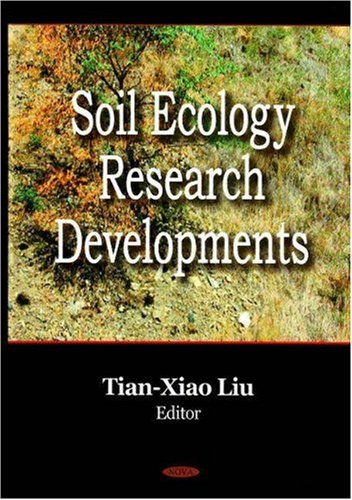 Soil Ecology
Research
Developments
Tian-Xiao Liu
Editor
NOVA